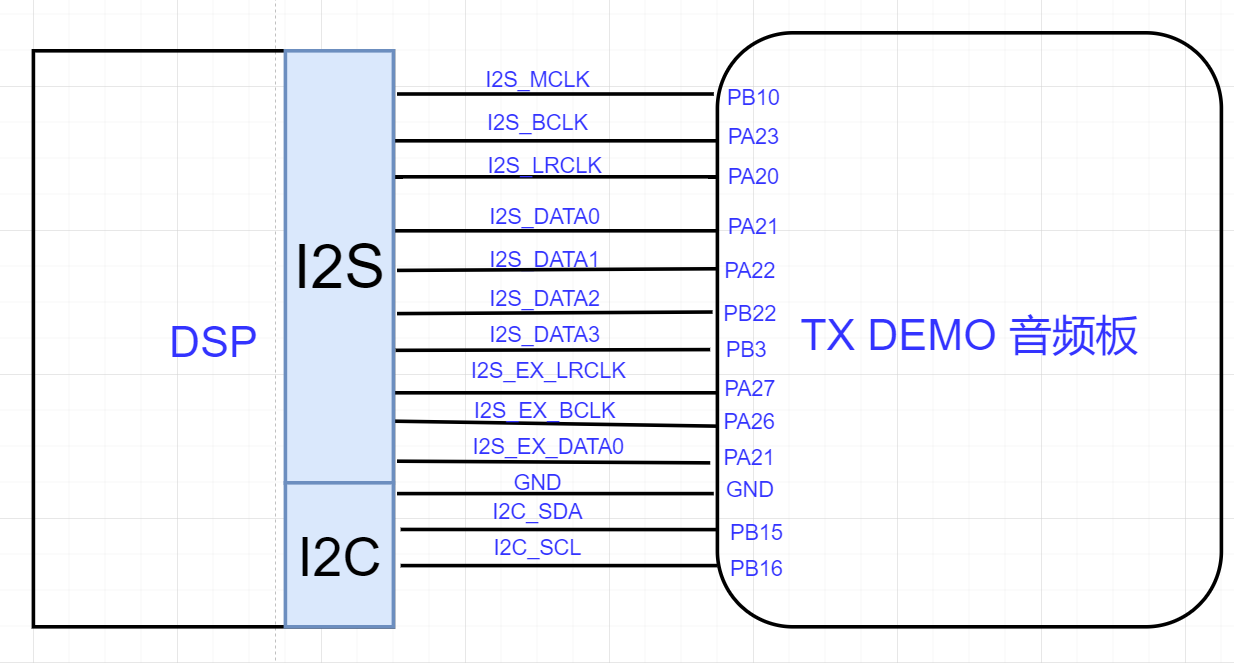 I2S_MCLK
PB10
I2S_BCLK
PA23
I2S_LRCLK
PA20
I2S_DATA0
PA21
I2S
I2S_DATA1
PA22
I2S_DATA2
PB22
DSP
I2S_DATA3
PB3
TX DEMO 音频板
I2S_EX_LRCLK
PA27
I2S_EX_BCLK
PA26
I2S_EX_DATA0
PA21
GND
GND
I2C_SDA
PB15
I2C
I2C_SCL
PB16